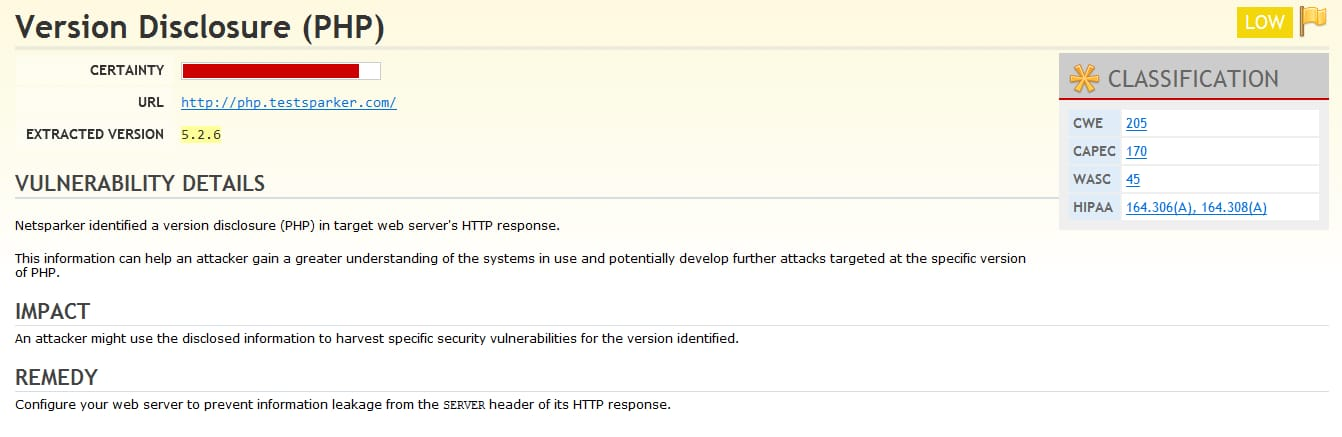 Version Disclosure (PHP)
LOW
CERTAINTY
URL http://php.testsparker.com/
EXTRACTED VERSION 5.2.6
CLASSIFICATION
CWE 205
CAPEC 170
WASC 45
HIPAA 164.306(A), 164.308(A)
VULNERABILITY DETAILS
Netsparker identified a version disclosure (PHP) in target web server's HTTP response.
This information can help an attacker gain a greater understanding of the systems in use and potentially develop further attacks targeted at the specific version
of PHP.
IMPACT
An attacker might use the disclosed information to harvest specific security vulnerabilities for the version identified.
REMEDY
Configure your web server to prevent information leakage from the SERVER header of its HTTP response.